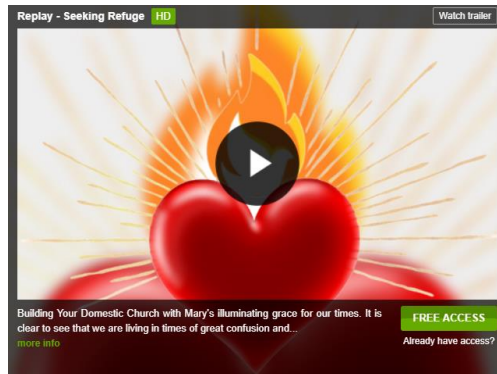 Replay - Seeking Refuge HD Watch trailer
Building Your Domestic Church with Mary's illuminating grace for our times. It is
clear to see that we are living in times of great confusion and...
more info
FREE ACCESS
Already have access?